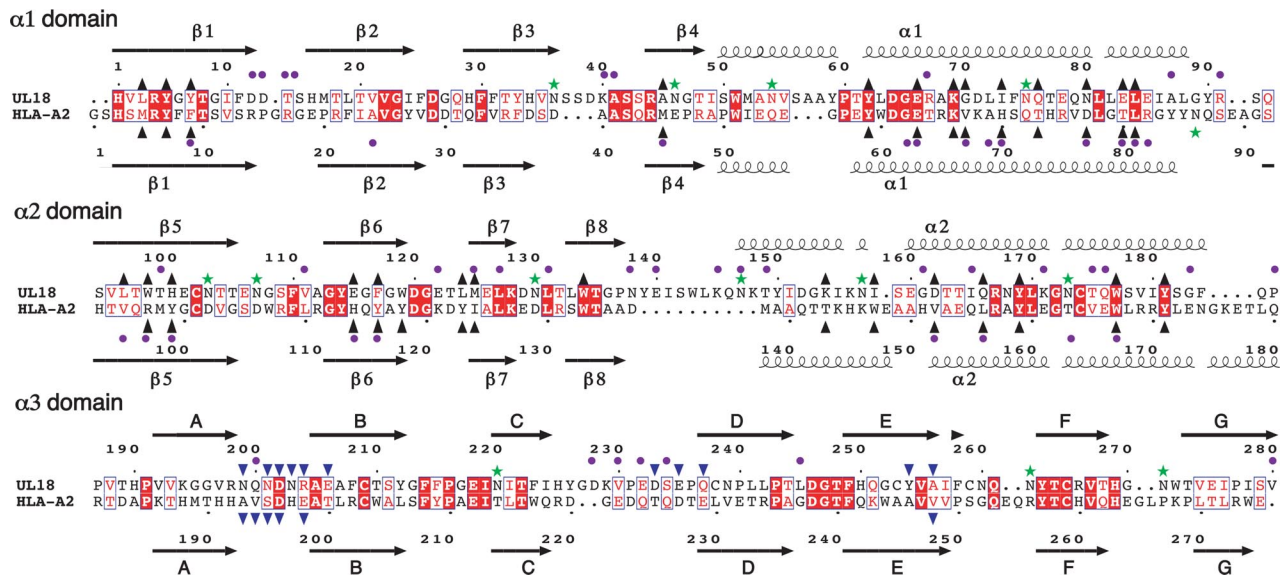 α1 domain
β1 β2 β3 β4 α1
1 10 20 30 40 50 60 70 80 90
UL18 ..HVLRYGYTGIFDD.TSHMTLTVVGIFDGQHFFTYHVNSSDKASSRANGTISWMANVSAAYPTYLDGERAKGDLIFNQTEQNLLELEIALGYR..SQ
HLA-A2 GSHSMRYFFTSVSRPGRGEPRFIAVGYVDDTQFVRFDSD..AASQRMEPRAPWIEQEGPEYWDGETRKVKAHSQTHRVDLGTLRGYYNQSEAGS
1 10 20 30 40 50 60 70 80 90
β1 β2 β3 β4 α1
α2 domain
β5 β6 β7 β8 α2
100 110 120 130 140 150 160 170 180
UL18 SVLTWTHECNTTENGSFVAGYEGFGWDGETLMELKDNLTLWTGPNYEISWLKQNKTYIDGKIKNI.SEGDTTIQRNYLKGNCTQWSVIYSGF....QP
HLA-A2 HTVQRMYGCDVGSDWRFLRGYHQYAYDGKDYIALKEDLRSWTAAD..........MAAQTTKHKWEAAHVAEQLRAYLEGTCVEWLRRYLENGKETLQ
100 110 120 130 140 150 160 170 180
β5 β6 β7 β8 α2
α3 domain
A B C D E F G
190 200 210 220 230 240 250 260 270 280
UL18 PVTHPVVKGGVRNQNDNRAEAFCTSYGFFPGEINITFIHYGDKVPEDSEPQCNPLLPTLDGTFHQGCYVAIFCNQ..NYTCRVTHG..NWTVEIPISV
HLA-A2 RTDAPKTHMTHHAVSDHEATLRCWALSFYPAEITLTWQRD..GEDQTQDTELVETRPAGDGTFQKWAAVVVPSGQEQRYTCHVQHEGLPKPLTLRWE.
190 200 210 220 230 240 250 260 270
A B C D E F G